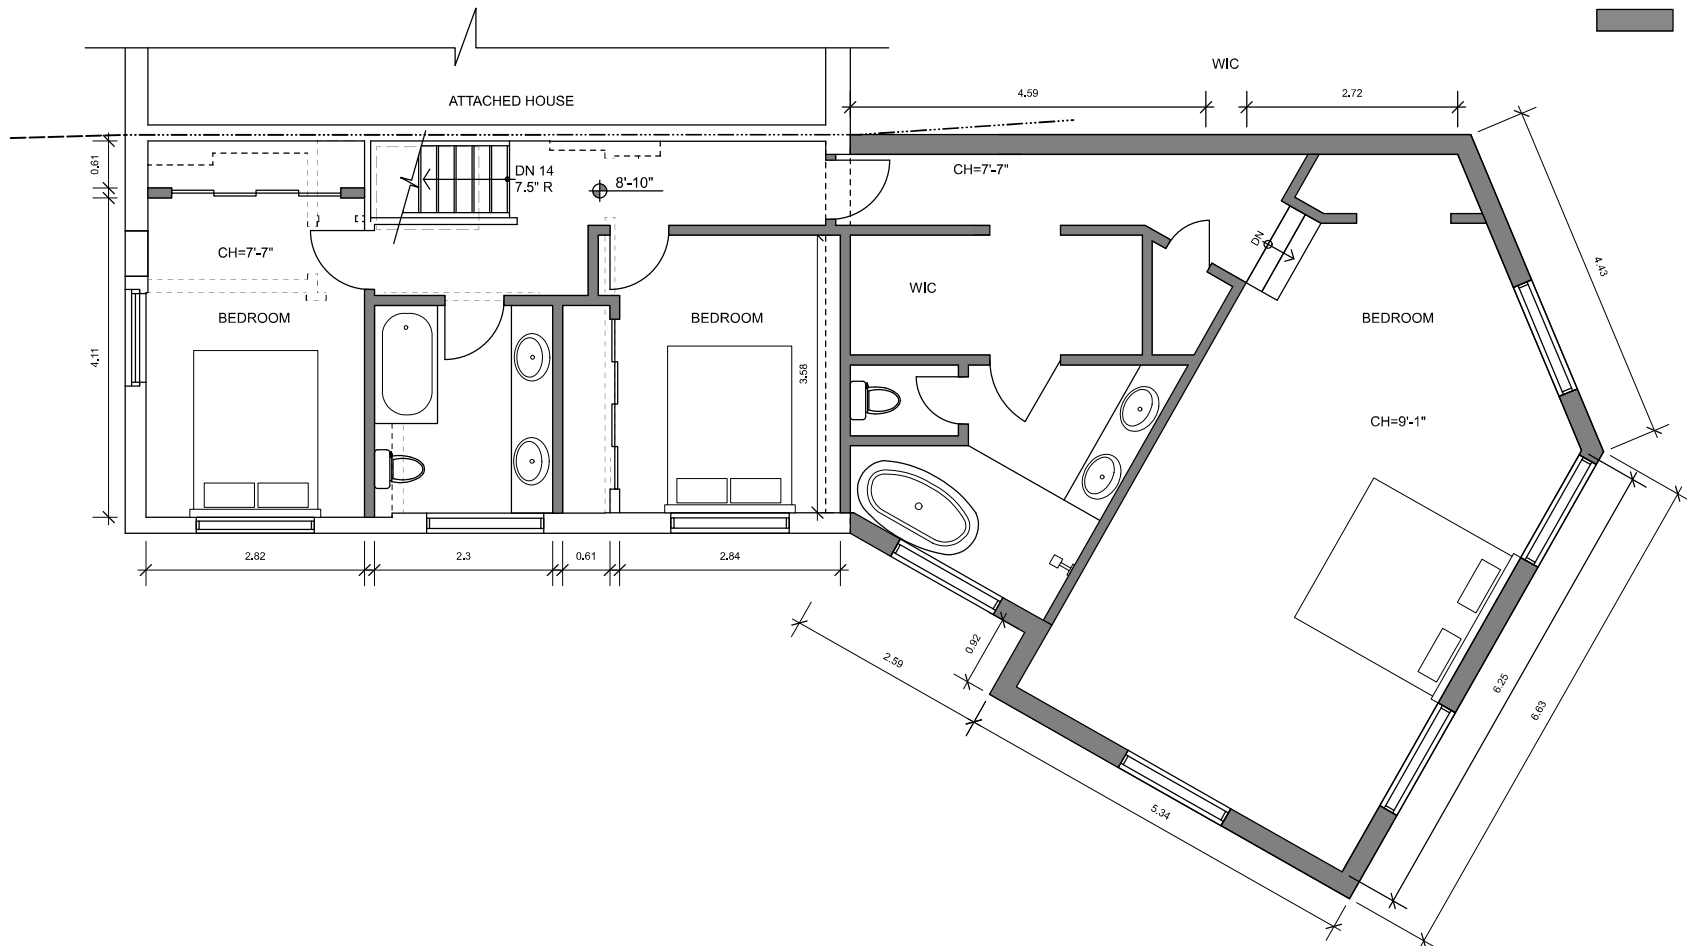 WIC
4.59
2.72
ATTACHED HOUSE
0.61
DN 14
7.5" R
8'-10"
CH=7'-7"
CH=7'-7"
DN
4.43
WIC
BEDROOM
BEDROOM
BEDROOM
4.11
3.58
CH=9'-1"
2.82
2.3
0.61
2.84
0.92
2.59
6.25
6.63
5.34